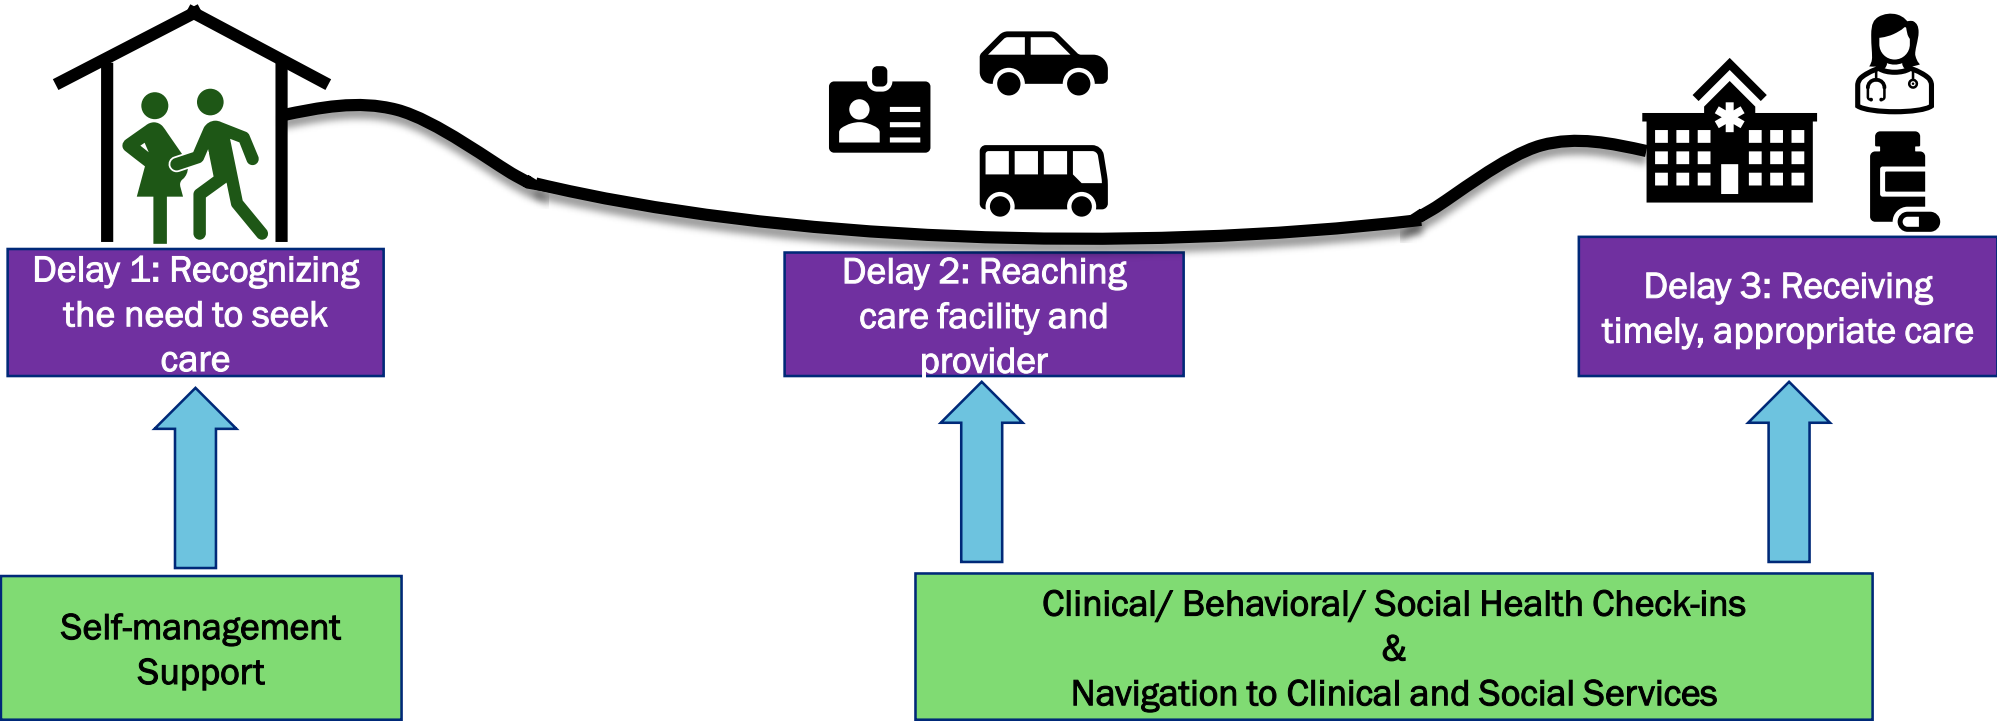 Delay 1: Recognizing
the need to seek
care
Delay 2: Reaching
care facility and
provider
Delay 3: Receiving
timely, appropriate care
Self-management
Support
Clinical/ Behavioral/ Social Health Check-ins
&
Navigation to Clinical and Social Services